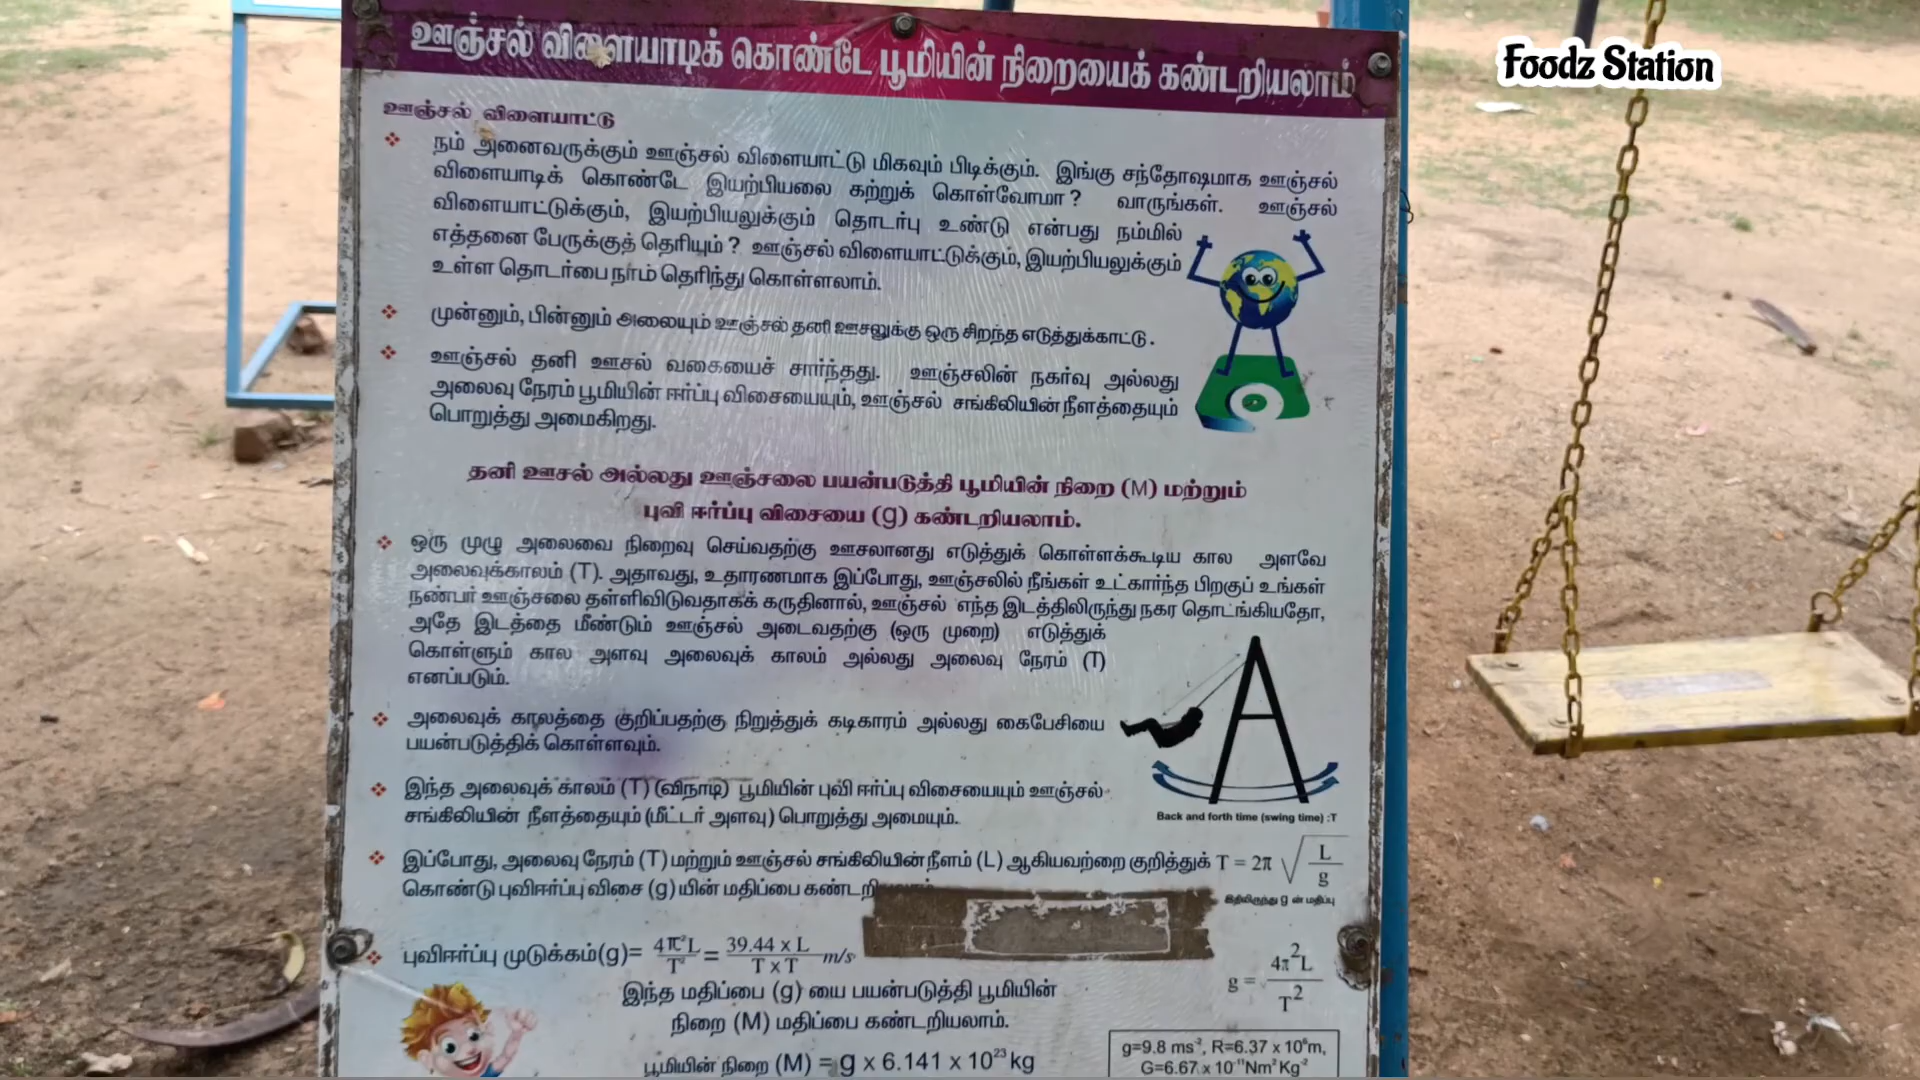 ஊஞ்சல் விளையாடிக் கொண்டே பூமியின் நிறையைக் கண்டறியலாம்
Foodz Station
ஊஞ்சல் விளையாட்டு
நம் அனைவருக்கும் ஊஞ்சல் விளையாட்டு மிகவும் பிடிக்கும். இங்கு சந்தோஷமாக ஊஞ்சல்
விளையாடிக் கொண்டே இயற்பியலை கற்றுக் கொள்வோமா? வாருங்கள். ஊஞ்சல்
விளையாட்டுக்கும், இயற்பியலுக்கும் தொடர்பு உண்டு என்பது நம்மில்
எத்தனை பேருக்குத் தெரியும்? ஊஞ்சல் விளையாட்டுக்கும், இயற்பியலுக்கும்
உள்ள தொடர்பை நாம் தெரிந்து கொள்ளலாம்.
முன்னும், பின்னும் அலையும் ஊஞ்சல் தனி ஊசலுக்கு ஒரு சிறந்த எடுத்துக்காட்டு.
ஊஞ்சல் தனி ஊசல் வகையைச் சார்ந்தது. ஊஞ்சலின் நகர்வு அல்லது
அலைவு நேரம் பூமியின் ஈர்ப்பு விசையையும், ஊஞ்சல் சங்கிலியின் நீளத்தையும்
பொறுத்து அமைகிறது.
தனி ஊசல் அல்லது ஊஞ்சலை பயன்படுத்தி பூமியின் நிறை (M) மற்றும்
புவி ஈர்ப்பு விசையை (g) கண்டறியலாம்.
ஒரு முழு அலைவை நிறைவு செய்வதற்கு ஊசலானது எடுத்துக் கொள்ளக்கூடிய கால அளவே
அலைவுக்காலம் (T). அதாவது, உதாரணமாக இப்போது, ஊஞ்சலில் நீங்கள் உட்கார்ந்த பிறகுப் உங்கள்
நண்பர் ஊஞ்சலை தள்ளிவிடுவதாகக் கருதினால், ஊஞ்சல் எந்த இடத்திலிருந்து நகர தொடங்கியதோ,
அதே இடத்தை மீண்டும் ஊஞ்சல் அடைவதற்கு (ஒரு முறை) எடுத்துக்
கொள்ளும் கால அளவு அலைவுக் காலம் அல்லது அலைவு நேரம் (T)
எனப்படும்.
அலைவுக் காலத்தை குறிப்பதற்கு நிறுத்துக் கடிகாரம் அல்லது கைபேசியை
பயன்படுத்திக் கொள்ளவும்.
இந்த அலைவுக் காலம் (T) (விநாடி) பூமியின் புவி ஈர்ப்பு விசையையும் ஊஞ்சல்
சங்கிலியின் நீளத்தையும் (மீட்டர் அளவு) பொறுத்து அமையும்.
Back and forth time (swing time) :T
இப்போது, அலைவு நேரம் (T) மற்றும் ஊஞ்சல் சங்கிலியின் நீளம் (L) ஆகியவற்றை குறித்துக் T = 2π √(L/g)
கொண்டு புவிஈர்ப்பு விசை (g) யின் மதிப்பை
இதிலிருந்து g ன் மதிப்பு
புவிஈர்ப்பு முடுக்கம்(g)= 4π²L/T² = 39.44 x L/T x T m/s
g = 4π²L/T²
இந்த மதிப்பை (g) யை பயன்படுத்தி பூமியின்
நிறை (M) மதிப்பை கண்டறியலாம்.
பூமியின் நிறை (M) = g x 6.141 x 10²³ kg
g=9.8 ms⁻², R=6.37 x 10⁶m,
G=6.67 x 10⁻¹¹Nm²Kg⁻²